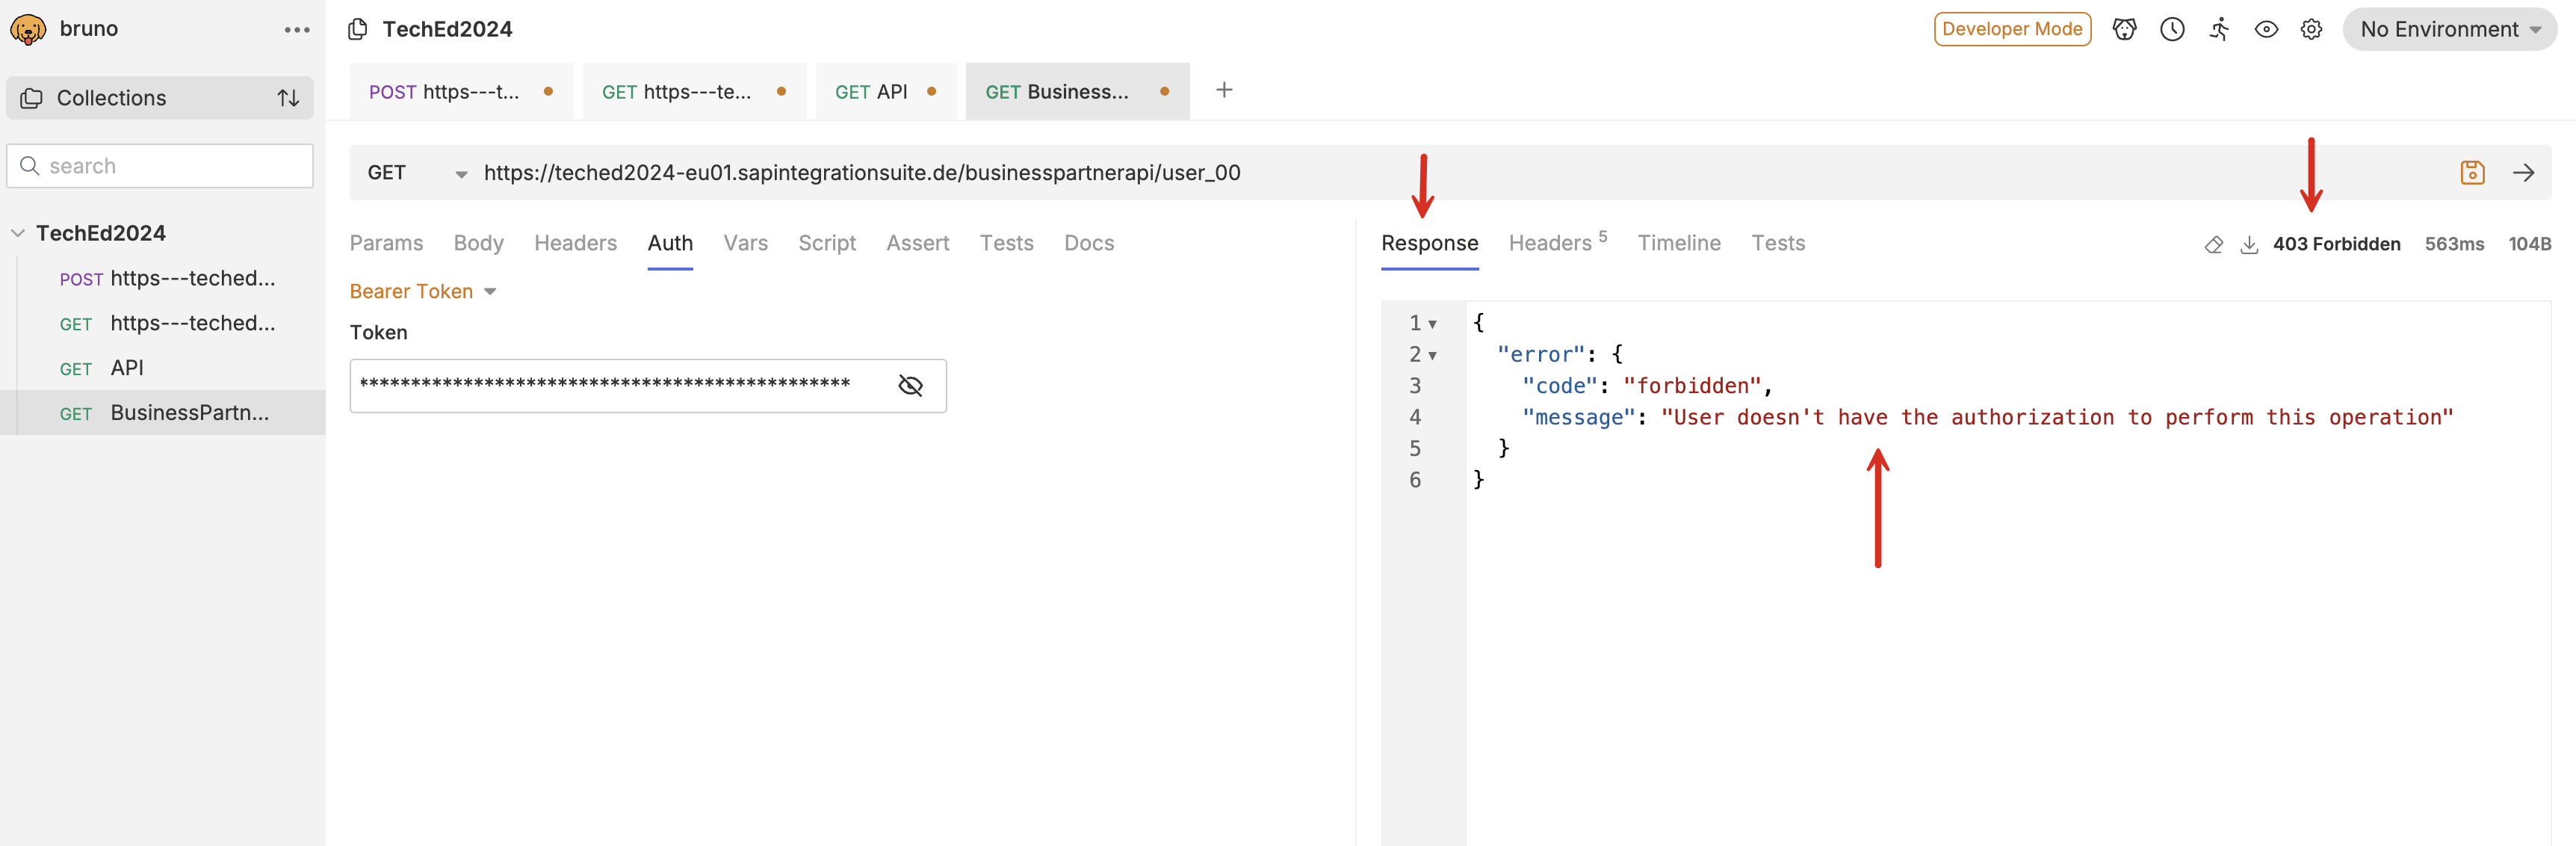 bruno
TechEd2024
Developer Mode
No Environment
Collections
POST https---t...
GET https---te...
GET API
GET Business...
search
GET https://teched2024-eu01.sapintegrationsuite.de/businesspartnerapi/user_00
TechEd2024
POST https---teched...
GET https---teched...
GET API
GET BusinessPartn...
Params Body Headers Auth Vars Script Assert Tests Docs
Bearer Token
Token
************************************************
Response Headers 5 Timeline Tests
403 Forbidden 563ms 104B
1 {
2 "error": {
3 "code": "forbidden",
4 "message": "User doesn't have the authorization to perform this operation"
5 }
6 }